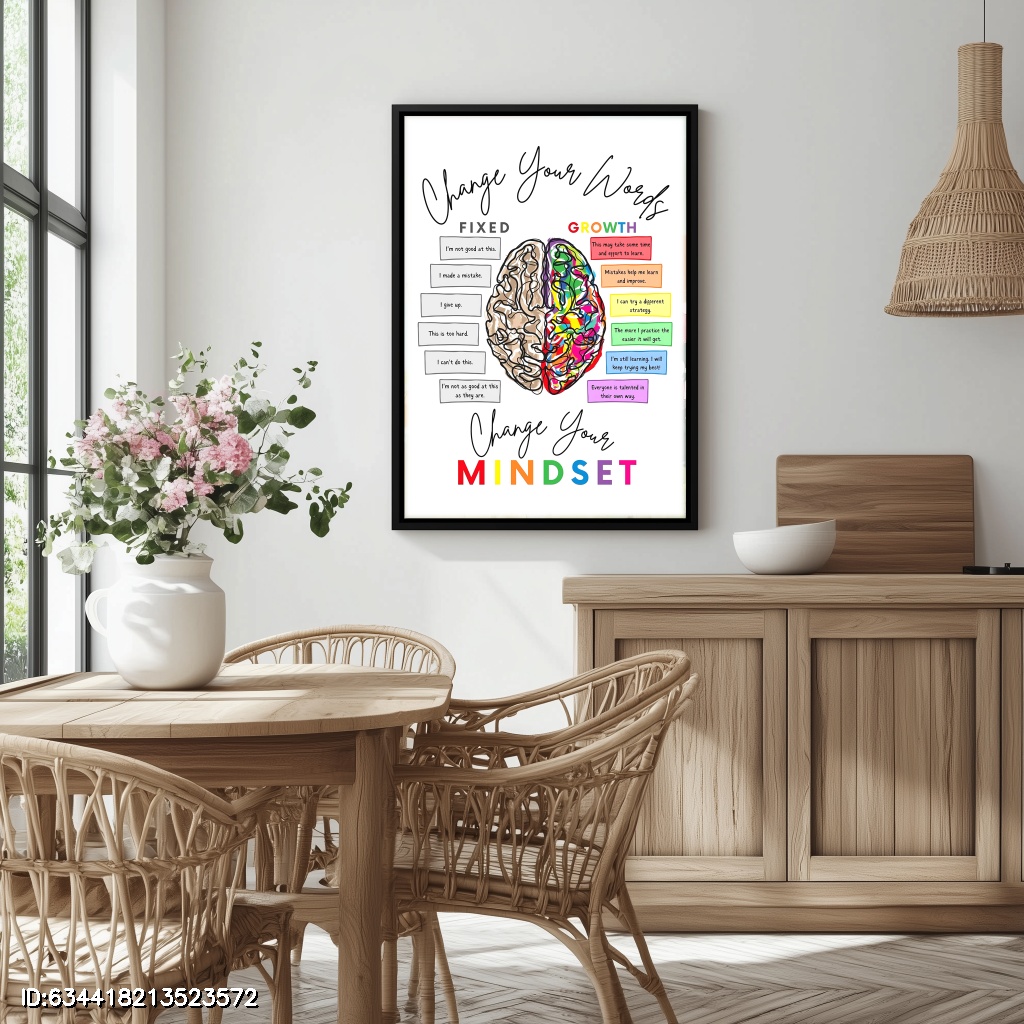 Change Your Words
FIXED
GROWTH
I'm not good at this.
This may take some time
and effort to learn.
I made a mistake.
Mistakes help me learn
and improve.
I give up.
I can try a different
strategy.
This is too hard.
The more I practice the
easier it will get.
I can't do this.
I'm still learning. I will
keep trying my best!
I'm not as good at this
as they are.
Everyone is talented in
their own way.
Change Your
MINDSET
ID:634418213523572